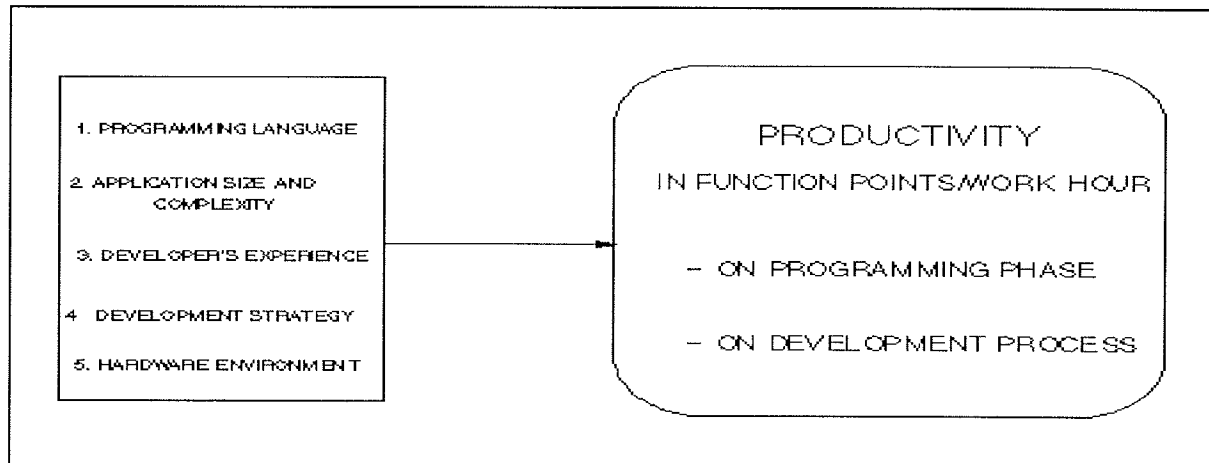 1. PROGRAMMING LANGUAGE
2. APPLICATION SIZE AND
COMPLEXITY
3. DEVELOPER'S EXPERIENCE
4 DEVELOPMENT STRATEGY
5. HARDWARE ENVIRONMENT
PRODUCTIVITY
IN FUNCTION POINTS/WORK HOUR
- ON PROGRAMMING PHASE
- ON DEVELOPMENT PROCESS